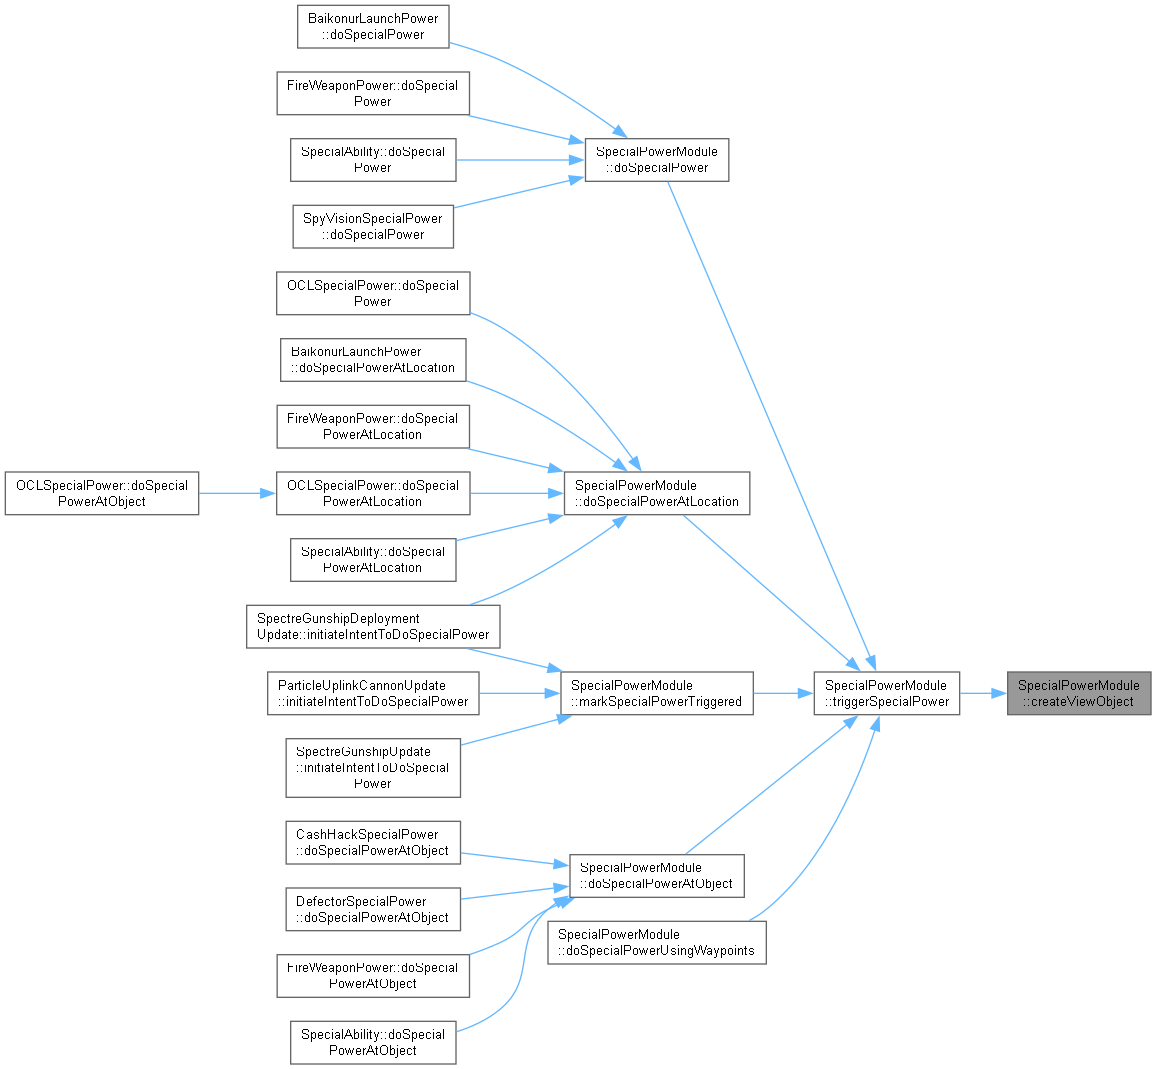 BaikonurLaunchPower
::doSpecialPower
FireWeaponPower::doSpecial
Power
SpecialAbility::doSpecial
Power
SpyVisionSpecialPower
::doSpecialPower
SpecialPowerModule
::doSpecialPower
OCLSpecialPower::doSpecial
Power
BaikonurLaunchPower
::doSpecialPowerAtLocation
FireWeaponPower::doSpecial
PowerAtLocation
OCLSpecialPower::doSpecial
PowerAtObject
OCLSpecialPower::doSpecial
PowerAtLocation
SpecialPowerModule
::doSpecialPowerAtLocation
SpecialAbility::doSpecial
PowerAtLocation
SpectreGunshipDeployment
Update::initiateIntentToDoSpecialPower
ParticleUplinkCannonUpdate
::initiateIntentToDoSpecialPower
SpecialPowerModule
::markSpecialPowerTriggered
SpecialPowerModule
::triggerSpecialPower
SpecialPowerModule
::createViewObject
SpectreGunshipUpdate
::initiateIntentToDoSpecial
Power
CashHackSpecialPower
::doSpecialPowerAtObject
SpecialPowerModule
::doSpecialPowerAtObject
DefectorSpecialPower
::doSpecialPowerAtObject
SpecialPowerModule
::doSpecialPowerUsingWaypoints
FireWeaponPower::doSpecial
PowerAtObject
SpecialAbility::doSpecial
PowerAtObject